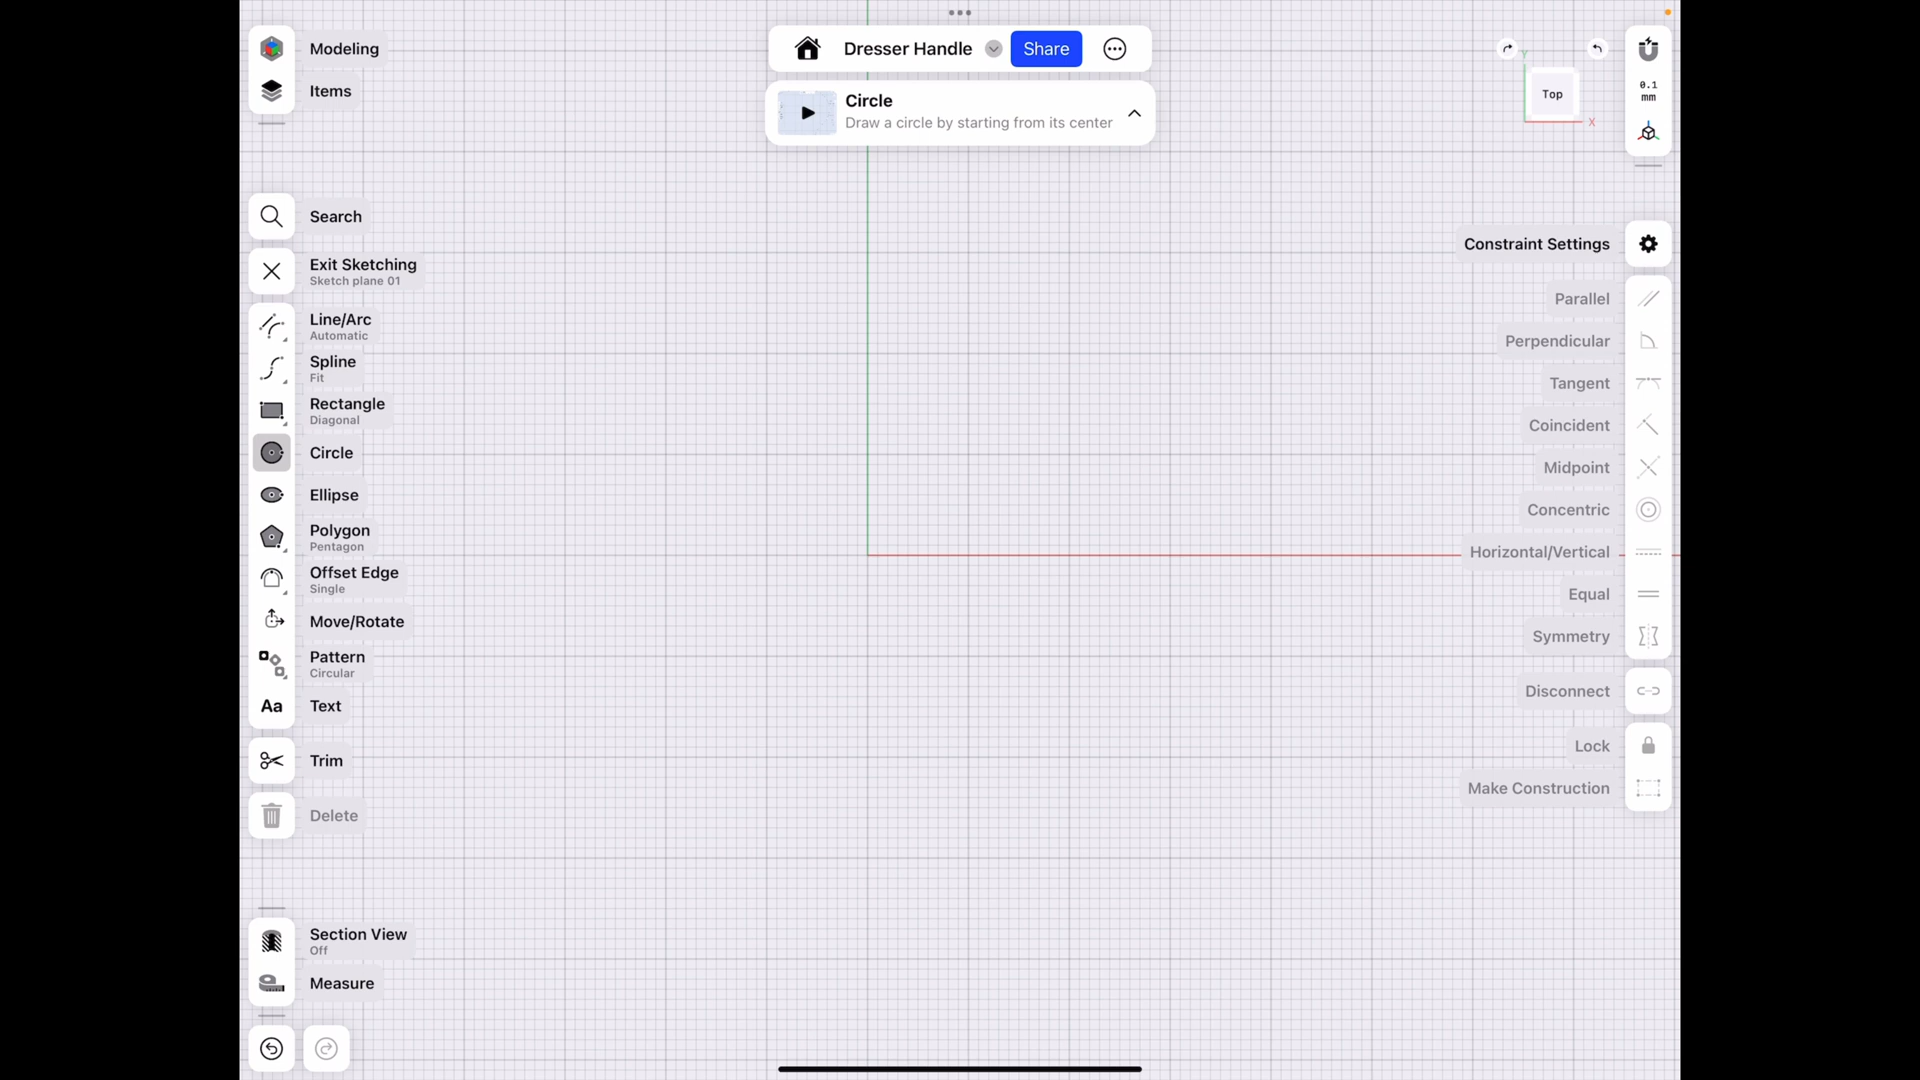 Modeling
Items
Dresser Handle
Share
Circle
Draw a circle by starting from its center
Y
Top
X
0.1
mm
Search
Exit Sketching
Sketch plane 01
Line/Arc
Automatic
Spline
Fit
Rectangle
Diagonal
Circle
Ellipse
Polygon
Pentagon
Offset Edge
Single
Move/Rotate
Pattern
Circular
Aa
Text
Trim
Delete
Section View
Off
Measure
Constraint Settings
Parallel
Perpendicular
Tangent
Coincident
Midpoint
Concentric
Horizontal/Vertical
Equal
Symmetry
Disconnect
Lock
Make Construction